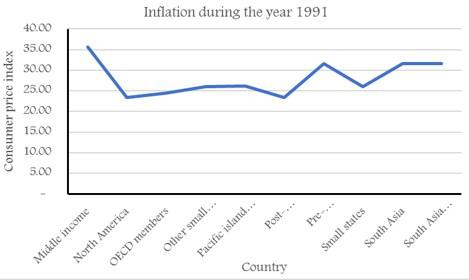 Inflation during the year 1991
Consumer price index
40.00
35.00
30.00
25.00
20.00
15.00
10.00
5.00
-
Middle income
North America
OECD members
Other small...
Pacific island...
Post-...
Pre-...
Small states
South Asia
South Asia...
Country